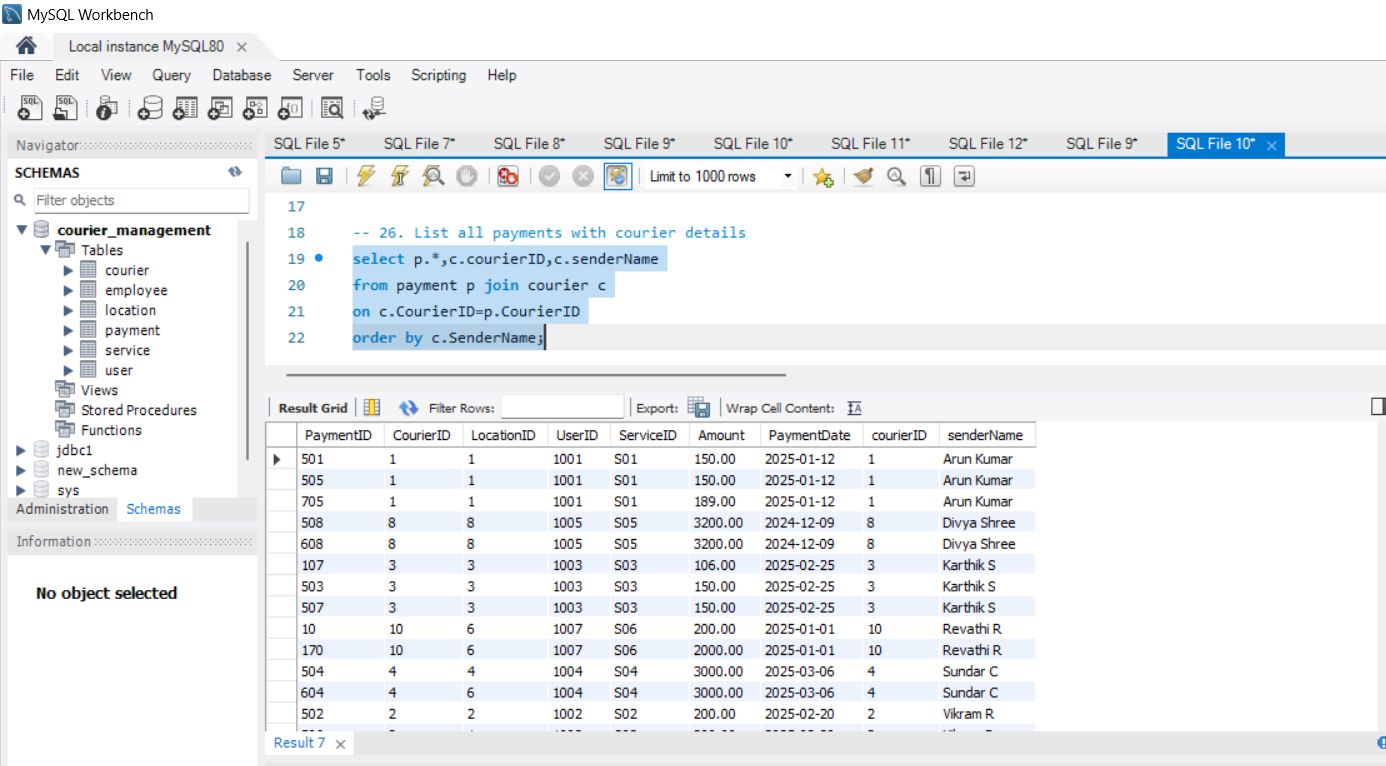 MySQL Workbench
Local instance MySQL80
File Edit View Query Database Server Tools Scripting Help
Navigator
SCHEMAS
Filter objects
courier_management
Tables
courier
employee
location
payment
service
user
Views
Stored Procedures
Functions
jdbc1
new_schema
sys
Administration Schemas
Information
No object selected
SQL File 5* SQL File 7* SQL File 8* SQL File 9* SQL File 10* SQL File 11* SQL File 12* SQL File 9* SQL File 10*
Limit to 1000 rows
17
18 -- 26. List all payments with courier details
19 select p.*,c.courierID,c.senderName
20 from payment p join courier c
21 on c.CourierID=p.CourierID
22 order by c.SenderName;
Result Grid Filter Rows: Export: Wrap Cell Content:
PaymentID CourierID LocationID UserID ServiceID Amount PaymentDate courierID senderName
501 1 1 1001 S01 150.00 2025-01-12 1 Arun Kumar
505 1 1 1001 S01 150.00 2025-01-12 1 Arun Kumar
705 1 1 1001 S01 189.00 2025-01-12 1 Arun Kumar
508 8 8 1005 S05 3200.00 2024-12-09 8 Divya Shree
608 8 8 1005 S05 3200.00 2024-12-09 8 Divya Shree
107 3 3 1003 S03 106.00 2025-02-25 3 Karthik S
503 3 3 1003 S03 150.00 2025-02-25 3 Karthik S
507 3 3 1003 S03 150.00 2025-02-25 3 Karthik S
10 10 6 1007 S06 200.00 2025-01-01 10 Revathi R
170 10 6 1007 S06 2000.00 2025-01-01 10 Revathi R
504 4 4 1004 S04 3000.00 2025-03-06 4 Sundar C
604 4 6 1004 S04 3000.00 2025-03-06 4 Sundar C
502 2 2 1002 S02 200.00 2025-02-20 2 Vikram R
Result 7